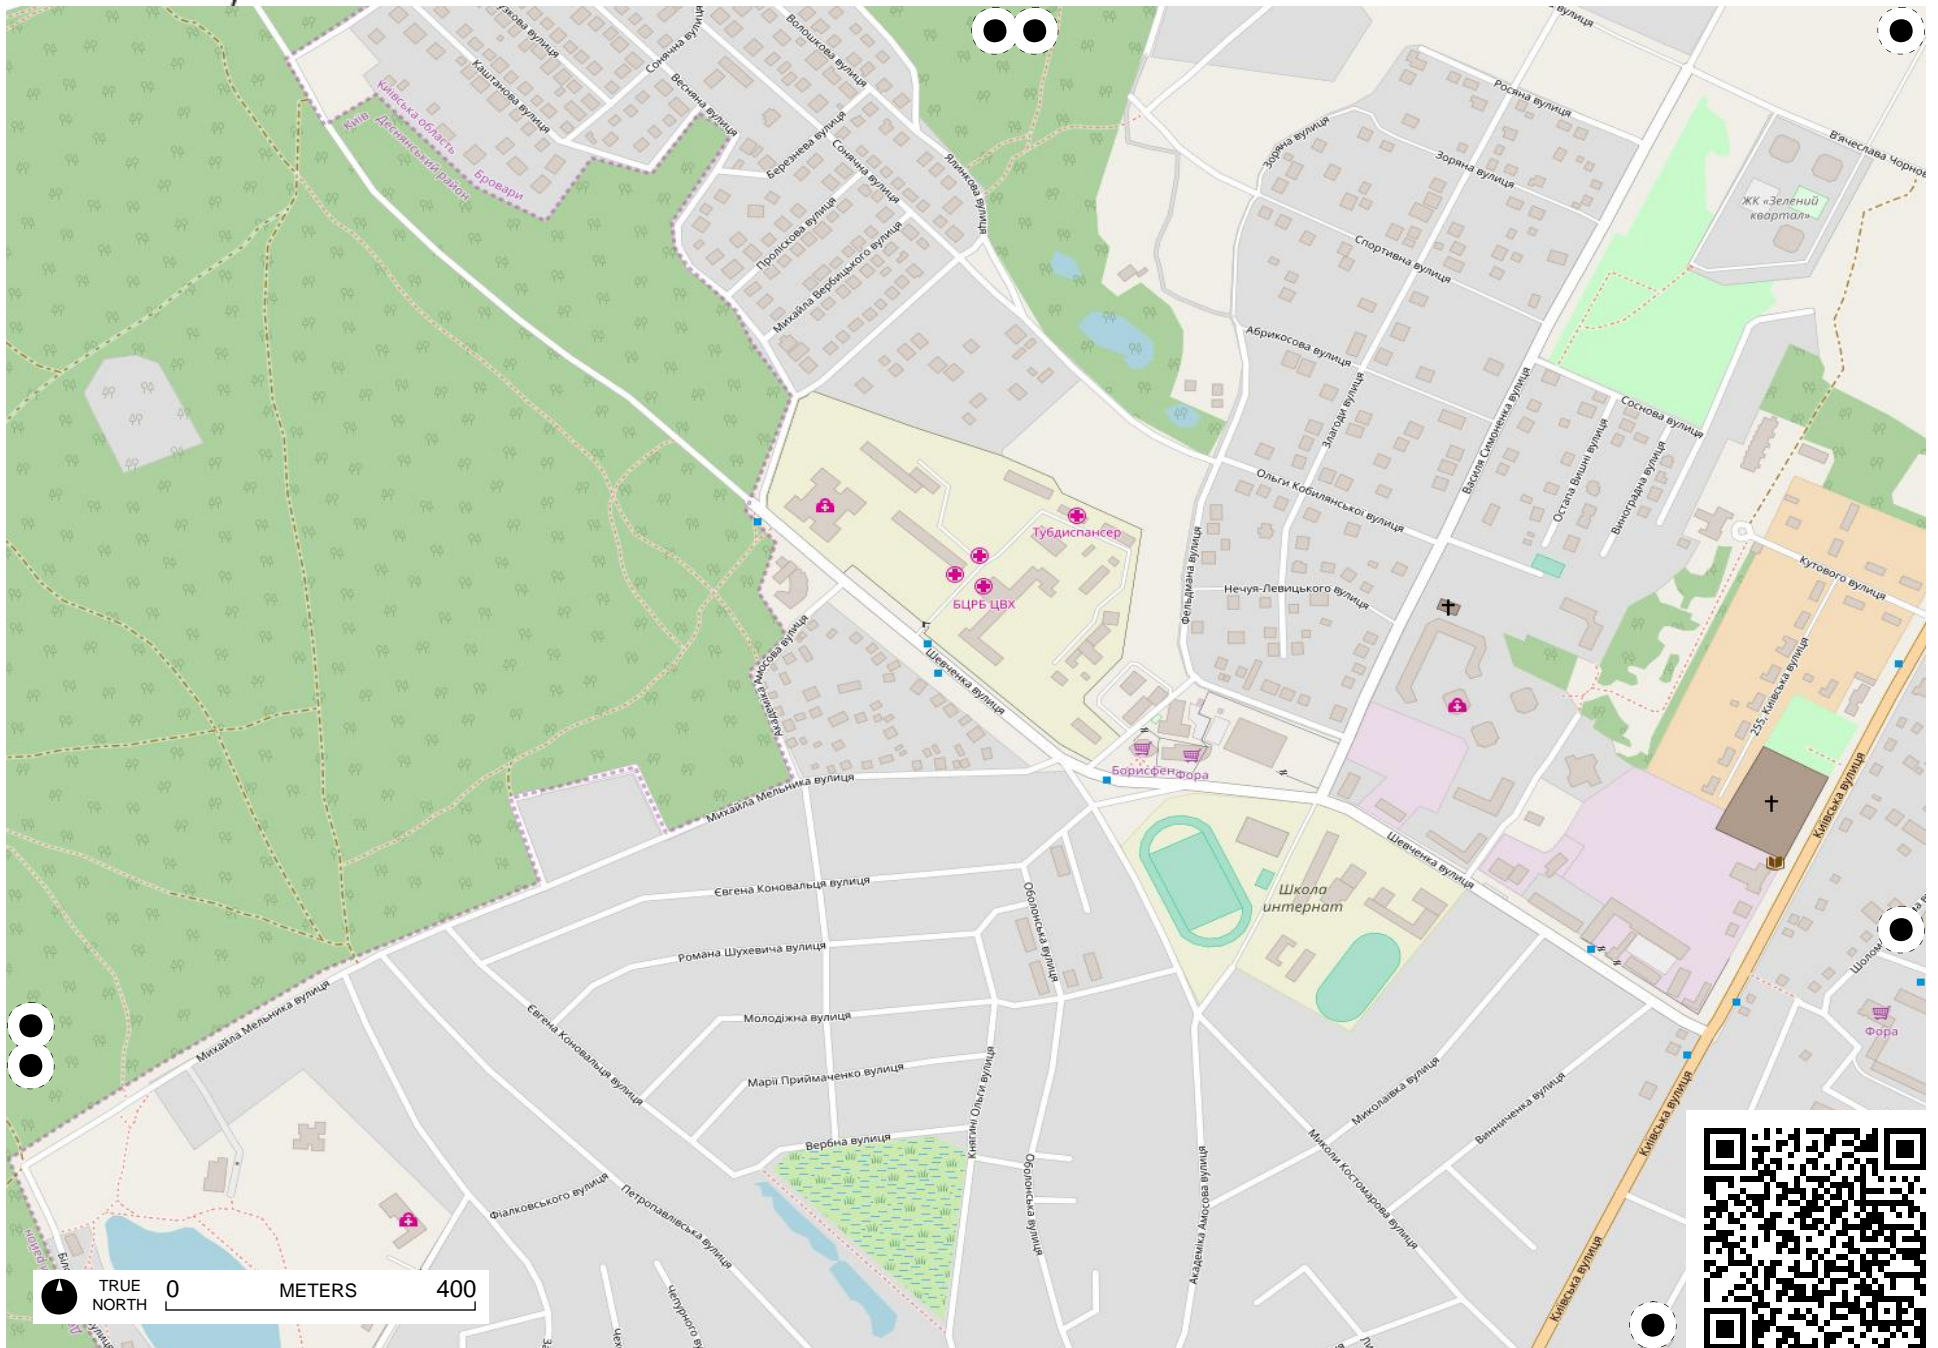 Каштанова вулиця
Сонячна вулиця
Весняна вулиця
Волошкова вулиця
Київська область
Київ
Деснянський район
Бровари
Березнева вулиця
Сонячна вулиця
Ялинкова вулиця
Проліскова вулиця
Михайла Вербицького вулиця
Росяна вулиця
Зоряна вулиця
Зоряна вулиця
В'ячеслава Чорнов
ЖК «Зелений
квартал»
Спортивна вулиця
Абрикосова вулиця
Злагоди вулиця
Василя Симоненка вулиця
Соснова вулиця
Остапа Вишні вулиця
Виноградна вулиця
Ольги Кобилянської вулиця
Тубдиспансер
БЦРБ ЦВХ
Фельдмана вулиця
Нечуя-Левицького вулиця
Кутового вулиця
255, Київська вулиця
Академіка Амосова вулиця
Шевченка вулиця
Борисфен
Фора
Михайла Мельника вулиця
Шевченка вулиця
Київська вулиця
Школа
интернат
Євгена Коновальця вулиця
Оболонська вулиця
Романа Шухевича вулиця
Михайла Мельника вулиця
Євгена Коновальця вулиця
Молодіжна вулиця
Марії Приймаченко вулиця
Княгині Ольги вулиця
Вербна вулиця
Фора
Миколаївка вулиця
Винниченка вулиця
Київська вулиця
Миколи Костомарова вулиця
Академіка Амосова вулиця
Оболонська вулиця
Фіалковського вулиця
Петропавлівська вулиця
Київська вулиця
TRUE
NORTH
0 METERS 400